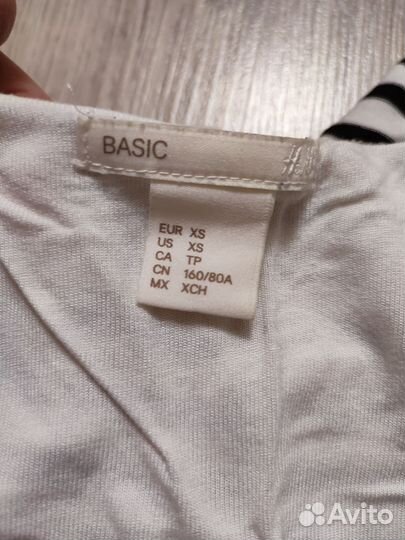 BASIC
EUR XS
US XS
CA TP
CN 160/80A
MX XCH
Avito